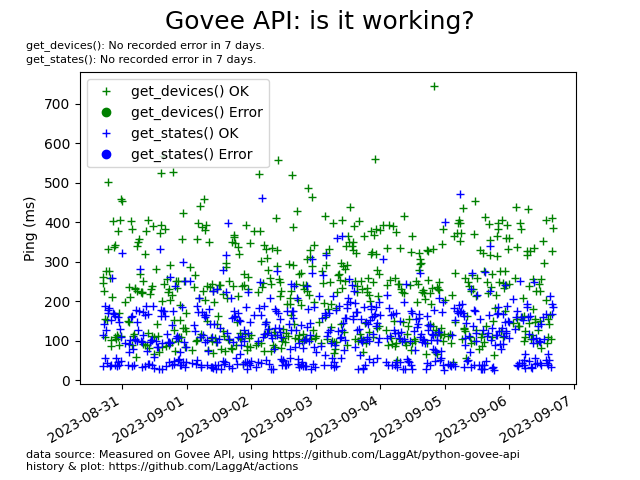 Govee API: is it working?
get_devices(): No recorded error in 7 days.
get_states(): No recorded error in 7 days.
get_devices() OK
get_devices() Error
get_states() OK
get_states() Error
Ping (ms)
700
600
500
400
300
200
100
0
2023-08-31
2023-09-01
2023-09-02
2023-09-03
2023-09-04
2023-09-05
2023-09-06
2023-09-07
data source: Measured on Govee API, using https://github.com/LaggAt/python-govee-api
history & plot: https://github.com/LaggAt/actions